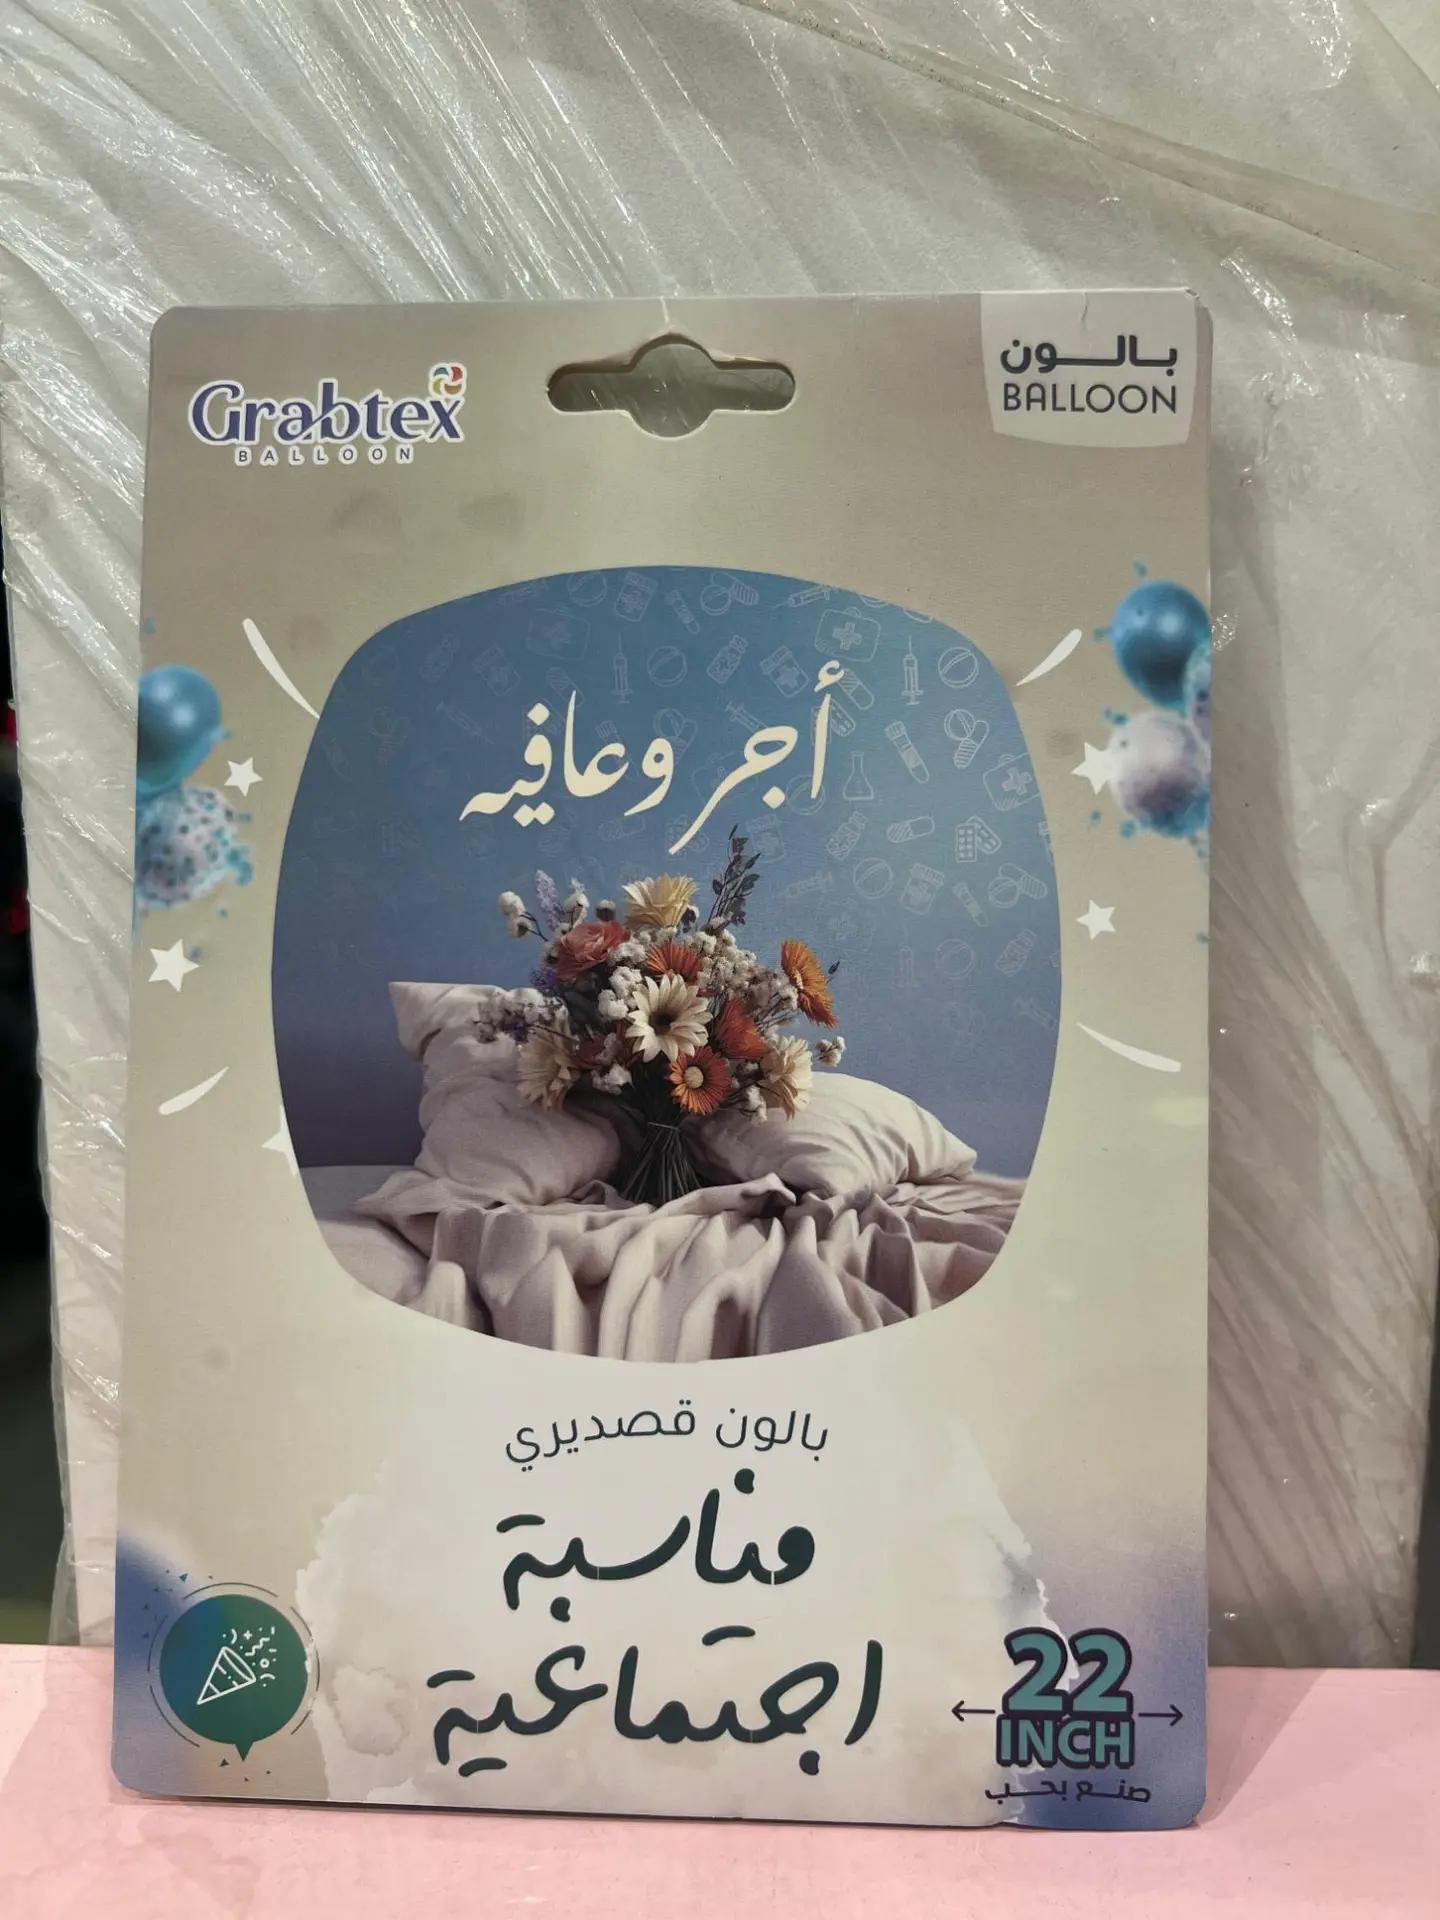 Grabtex
BALLOON
بالون
BALLOON
أجر وعافيه
بالون قصديري
مناسبة
اجتماعية
22
INCH
صنع بحب